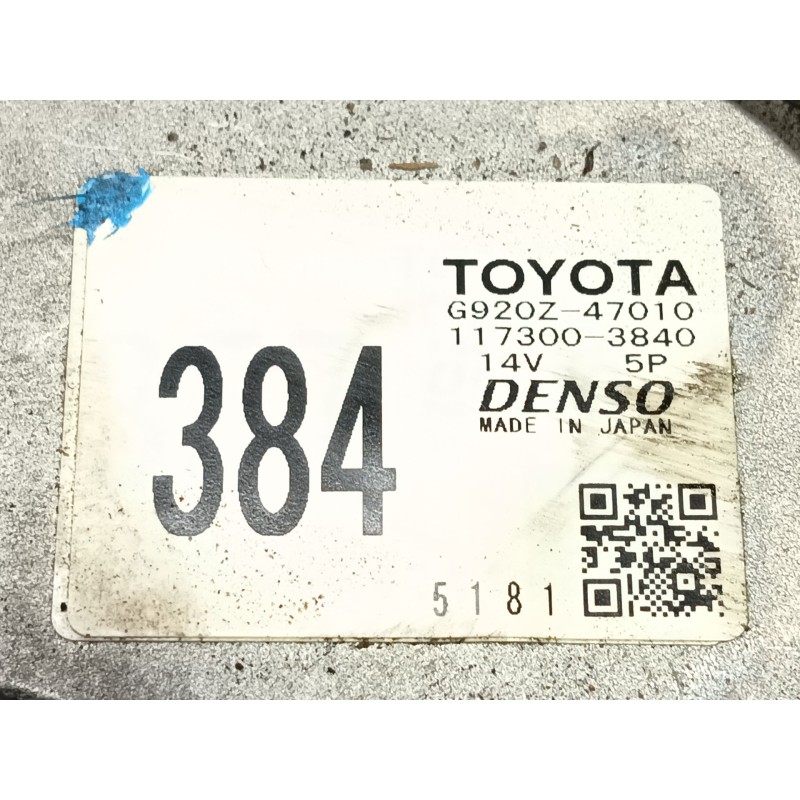 TOYOTA
G920Z-47010
117300-3840
14V 5P
DENSO
MADE IN JAPAN
384
5181